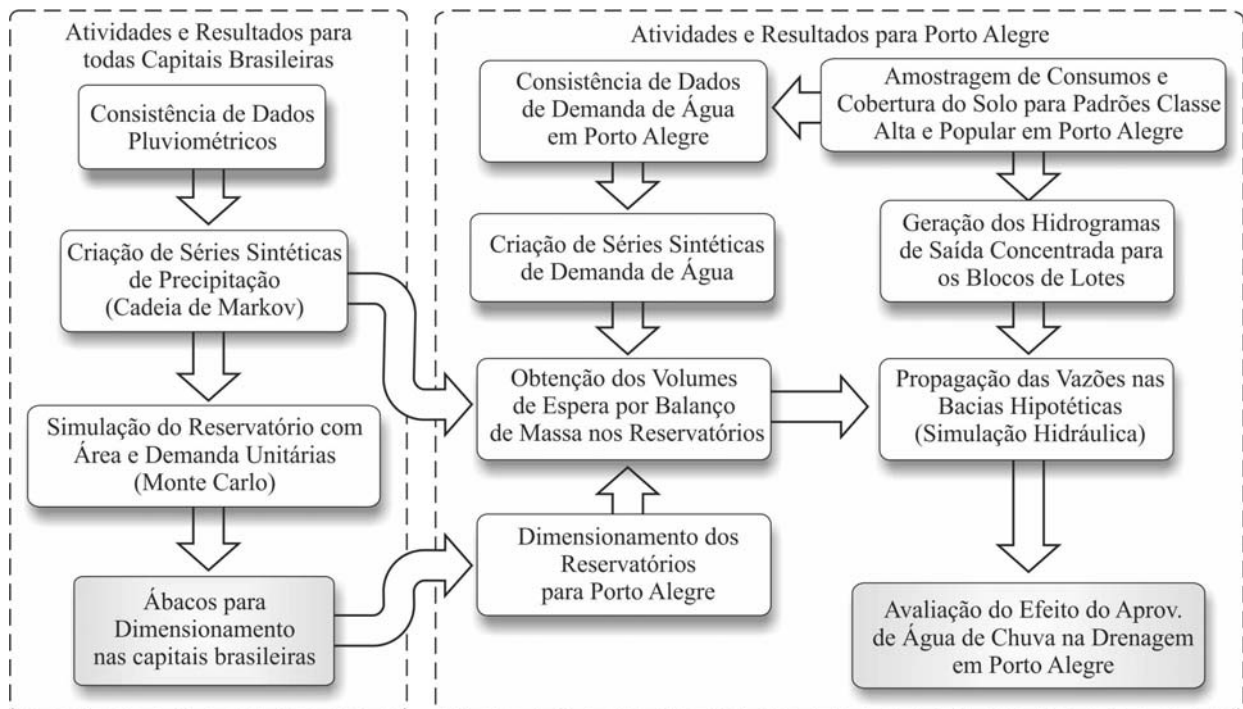 Atividades e Resultados para
todas Capitais Brasileiras
Consistência de Dados
Pluviométricos
Criação de Séries Sintéticas
de Precipitação
(Cadeia de Markov)
Simulação do Reservatório com
Área e Demanda Unitárias
(Monte Carlo)
Ábacos para
Dimensionamento
nas capitais brasileiras
Atividades e Resultados para Porto Alegre
Consistência de Dados
de Demanda de Água
em Porto Alegre
Criação de Séries Sintéticas
de Demanda de Água
Obtenção dos Volumes
de Espera por Balanço
de Massa nos Reservatórios
Dimensionamento dos
Reservatórios
para Porto Alegre
Amostragem de Consumos e
Cobertura do Solo para Padrões Classe
Alta e Popular em Porto Alegre
Geração dos Hidrogramas
de Saída Concentrada para
os Blocos de Lotes
Propagação das Vazões nas
Bacias Hipotéticas
(Simulação Hidráulica)
Avaliação do Efeito do Aprov.
de Água de Chuva na Drenagem
em Porto Alegre